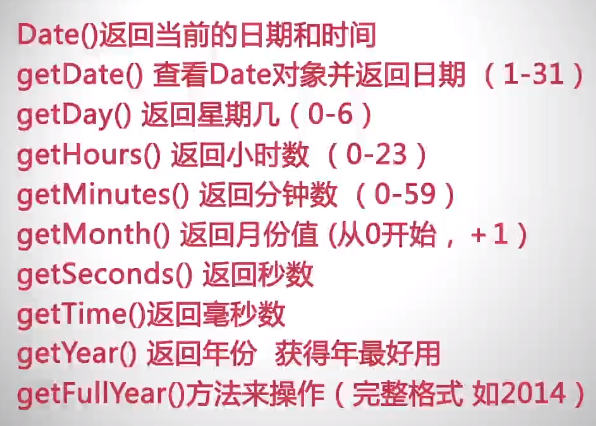 Date()返回当前的日期和时间
getDate() 查看Date对象并返回日期 （1-31）
getDay() 返回星期几（0-6）
getHours() 返回小时数 （0-23）
getMinutes() 返回分钟数 （0-59）
getMonth() 返回月份值 (从0开始，+1）
getSeconds() 返回秒数
getTime()返回毫秒数
getYear() 返回年份  获得年最好用
getFullYear()方法来操作（完整格式 如2014）